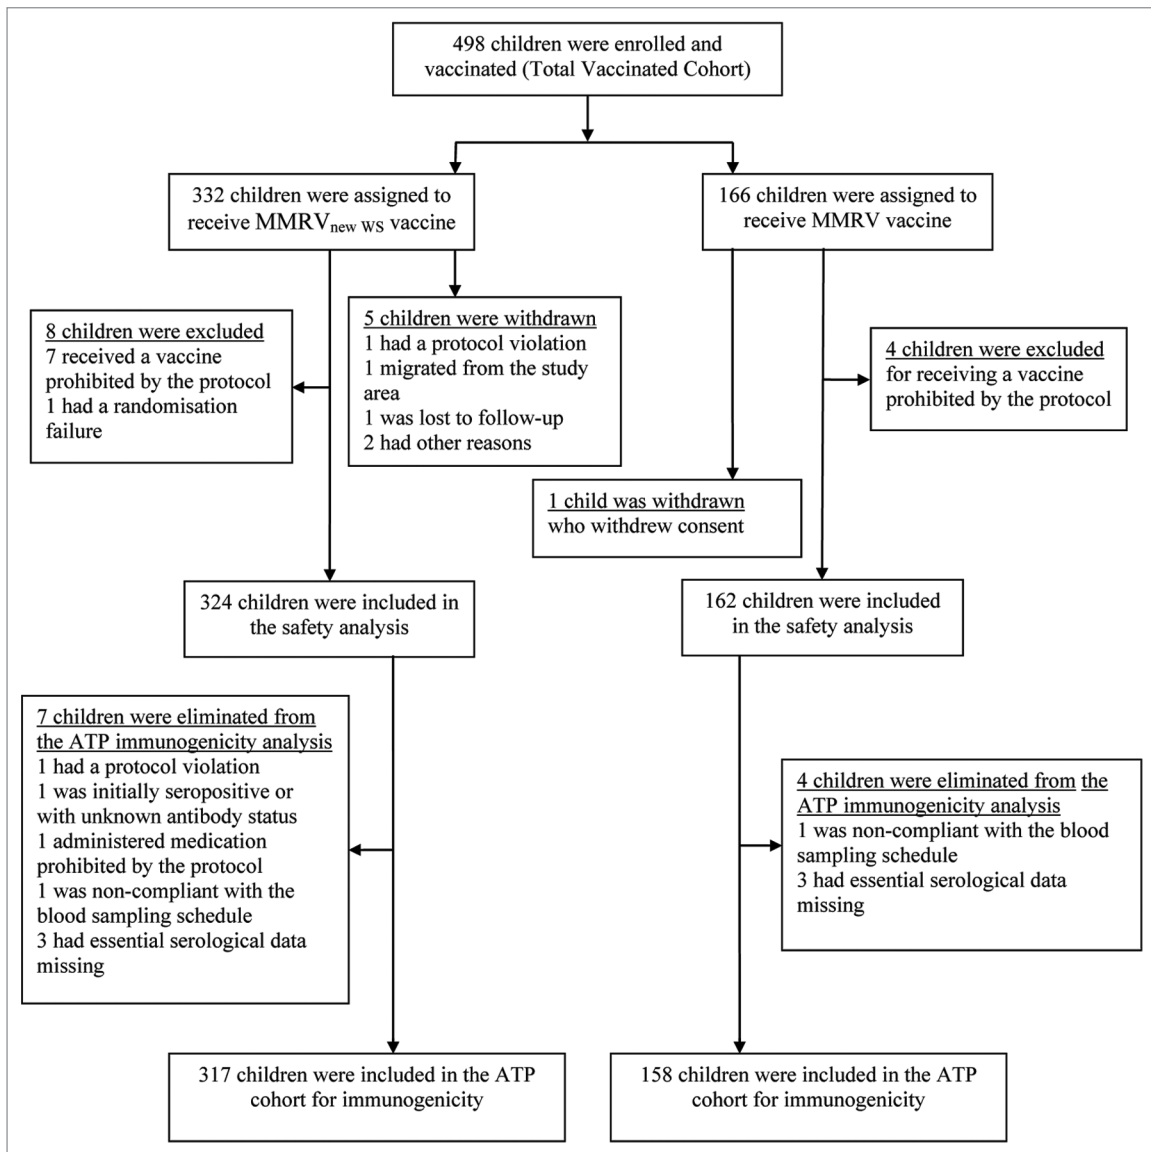 498 children were enrolled and
vaccinated (Total Vaccinated Cohort)
332 children were assigned to
receive MMRVnew WS vaccine
166 children were assigned to
receive MMRV vaccine
8 children were excluded
7 received a vaccine
prohibited by the protocol
1 had a randomisation
failure
5 children were withdrawn
1 had a protocol violation
1 migrated from the study
area
1 was lost to follow-up
2 had other reasons
4 children were excluded
for receiving a vaccine
prohibited by the protocol
1 child was withdrawn
who withdrew consent
324 children were included in
the safety analysis
162 children were included
in the safety analysis
7 children were eliminated from
the ATP immunogenicity analysis
1 had a protocol violation
1 was initially seropositive or
with unknown antibody status
1 administered medication
prohibited by the protocol
1 was non-compliant with the
blood sampling schedule
3 had essential serological data
missing
4 children were eliminated from the
ATP immunogenicity analysis
1 was non-compliant with the blood
sampling schedule
3 had essential serological data
missing
317 children were included in the ATP
cohort for immunogenicity
158 children were included in the ATP
cohort for immunogenicity